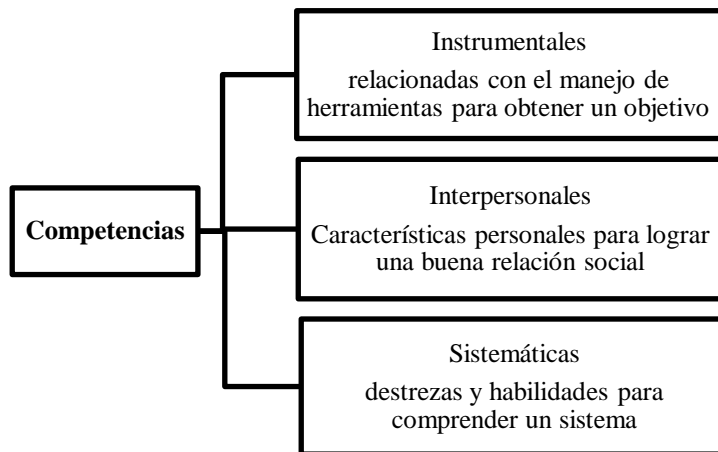 Instrumentales
relacionadas con el manejo de
herramientas para obtener un objetivo
Competencias
Interpersonales
Características personales para lograr
una buena relación social
Sistemáticas
destrezas y habilidades para
comprender un sistema